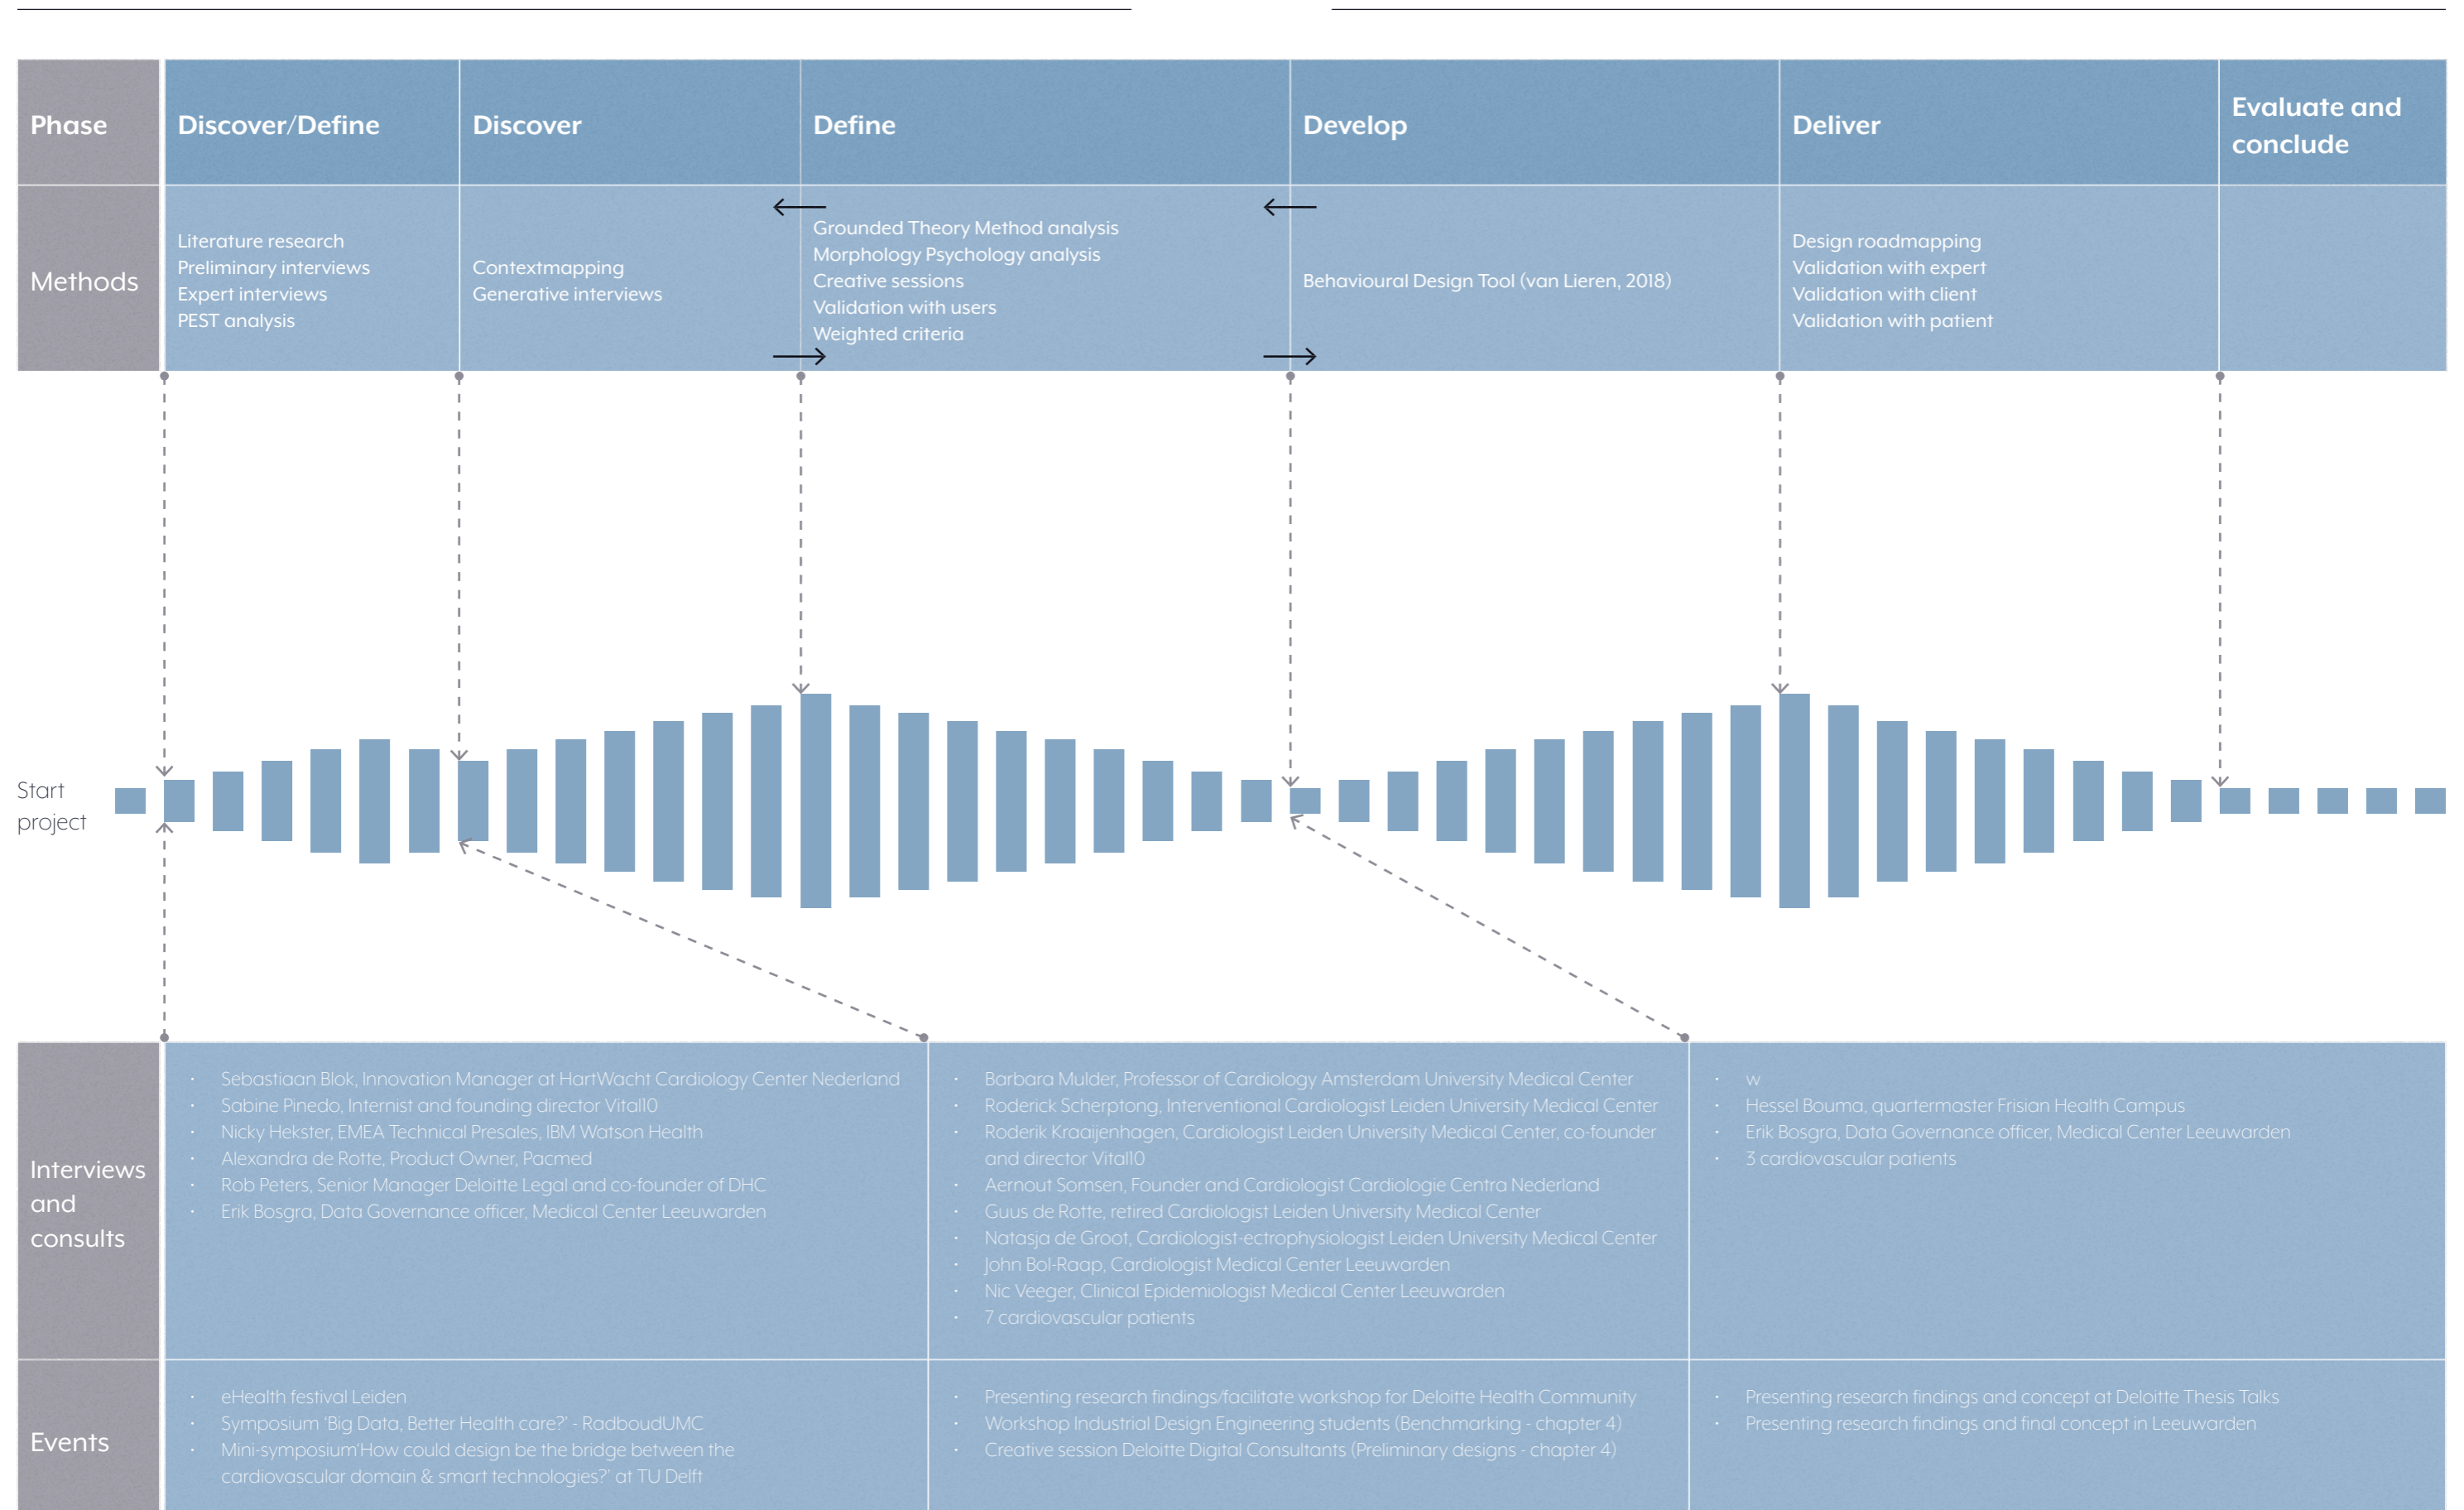 Phase
Discover/Define
Discover
Define
Develop
Deliver
Evaluate and
conclude
Methods
Literature research
Preliminary interviews
Expert interviews
PEST analysis
Contextmapping
Generative interviews
Grounded Theory Method analysis
Morphology Psychology analysis
Creative sessions
Validation with users
Weighted criteria
Behavioural Design Tool (van Lieren, 2018)
Design roadmapping
Validation with expert
Validation with client
Validation with patient
Start
project
Interviews
and
consults
· Sebastiaan Blok, Innovation Manager at HartWacht Cardiology Center Nederland
· Sabine Pinedo, Internist and founding director Vital10
· Nicky Hekster, EMEA Technical Presales, IBM Watson Health
· Alexandra de Rotte, Product Owner, Pacmed
· Rob Peters, Senior Manager Deloitte Legal and co-founder of DHC
· Erik Bosgra, Data Governance officer, Medical Center Leeuwarden
· Barbara Mulder, Professor of Cardiology Amsterdam University Medical Center
· Roderick Scherptong, Interventional Cardiologist Leiden University Medical Center
· Roderik Kraaijenhagen, Cardiologist Leiden University Medical Center, co-founder
and director Vital10
· Aernout Somsen, Founder and Cardiologist Cardiologie Centra Nederland
· Guus de Rotte, retired Cardiologist Leiden University Medical Center
· Natasja de Groot, Cardiologist-ectrophysiologist Leiden University Medical Center
· John Bol-Raap, Cardiologist Medical Center Leeuwarden
· Nic Veeger, Clinical Epidemiologist Medical Center Leeuwarden
· 7 cardiovascular patients
· w
· Hessel Bouma, quartermaster Frisian Health Campus
· Erik Bosgra, Data Governance officer, Medical Center Leeuwarden
· 3 cardiovascular patients
Events
· eHealth festival Leiden
· Symposium ‘Big Data, Better Health care?’ - RadboudUMC
· Mini-symposium‘How could design be the bridge between the
cardiovascular domain & smart technologies?’ at TU Delft
· Presenting research findings/facilitate workshop for Deloitte Health Community
· Workshop Industrial Design Engineering students (Benchmarking - chapter 4)
· Creative session Deloitte Digital Consultants (Preliminary designs - chapter 4)
· Presenting research findings and concept at Deloitte Thesis Talks
· Presenting research findings and final concept in Leeuwarden